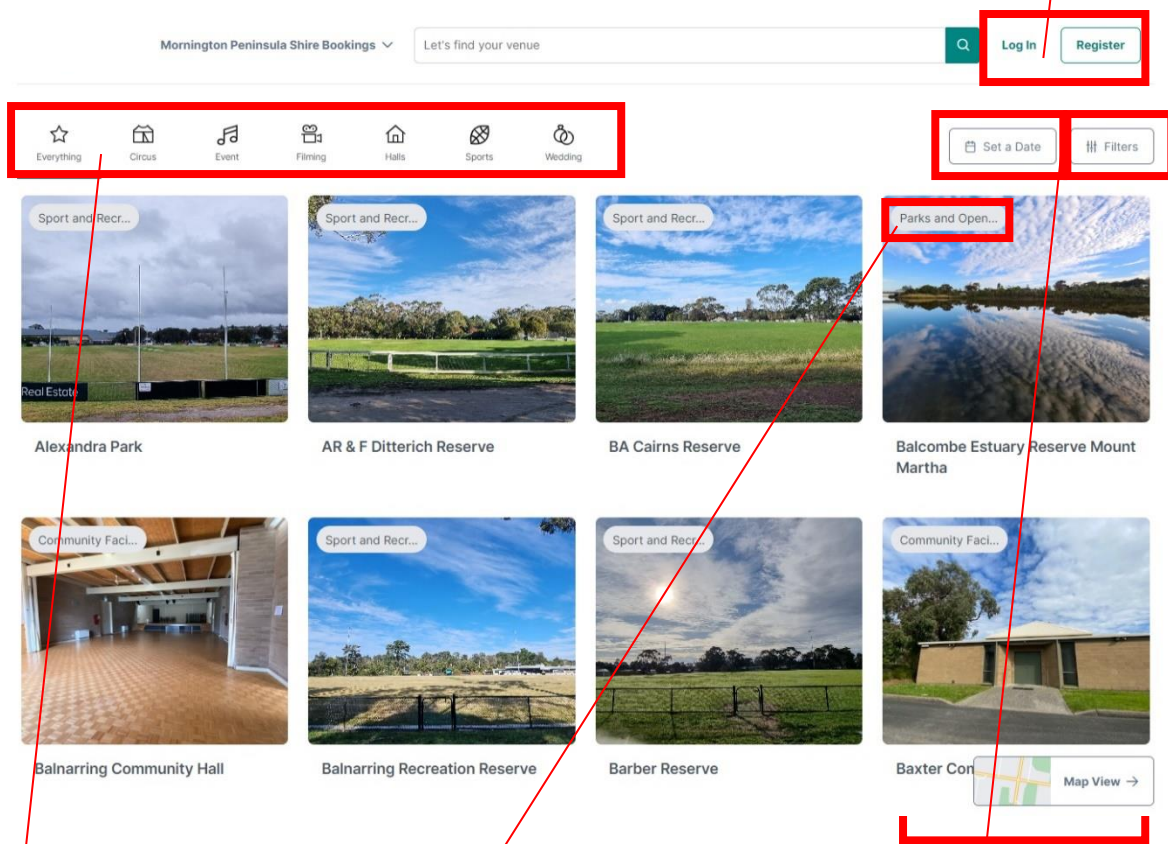 Mornington Peninsula Shire Bookings
Let's find your venue
Log In
Register
Everything
Circus
Event
Filming
Halls
Sports
Wedding
Set a Date
Filters
Sport and Recr...
Sport and Recr...
Sport and Recr...
Parks and Open...
Real Estate
Alexandra Park
AR & F Ditterich Reserve
BA Cairns Reserve
Balcombe Estuary Reserve Mount
Martha
Community Faci...
Sport and Recr...
Sport and Recr...
Community Faci...
Balnarring Community Hall
Balnarring Recreation Reserve
Barber Reserve
Baxter Con
Map View →